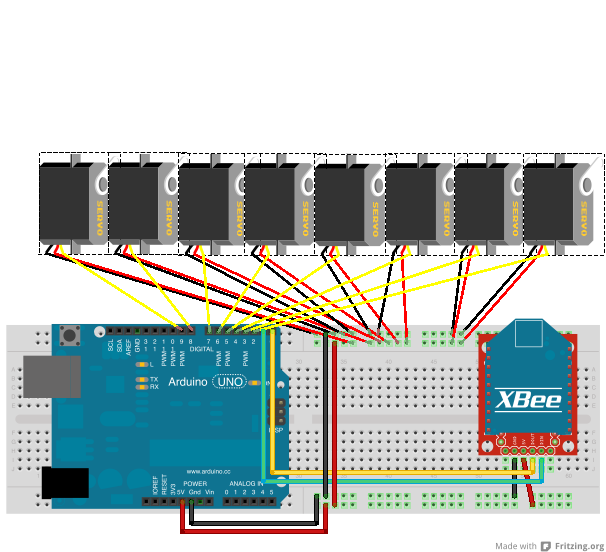 SERVO
SERVO
SERVO
SERVO
SERVO
SERVO
SERVO
SERVO
SCL
SDA
AREF
GND
13
12
11
10
9
8
7
6
5
4
3
2
PWM
PWM
PWM
PWM
PWM
PWM
DIGITAL
L
TX
RX
Arduino
UNO
www.arduino.cc
POWER
ANALOG IN
IOREF
RESET
3V3
5V
Gnd
Vin
0 1 2 3 4 5
XBee
Made with Fritzing.org